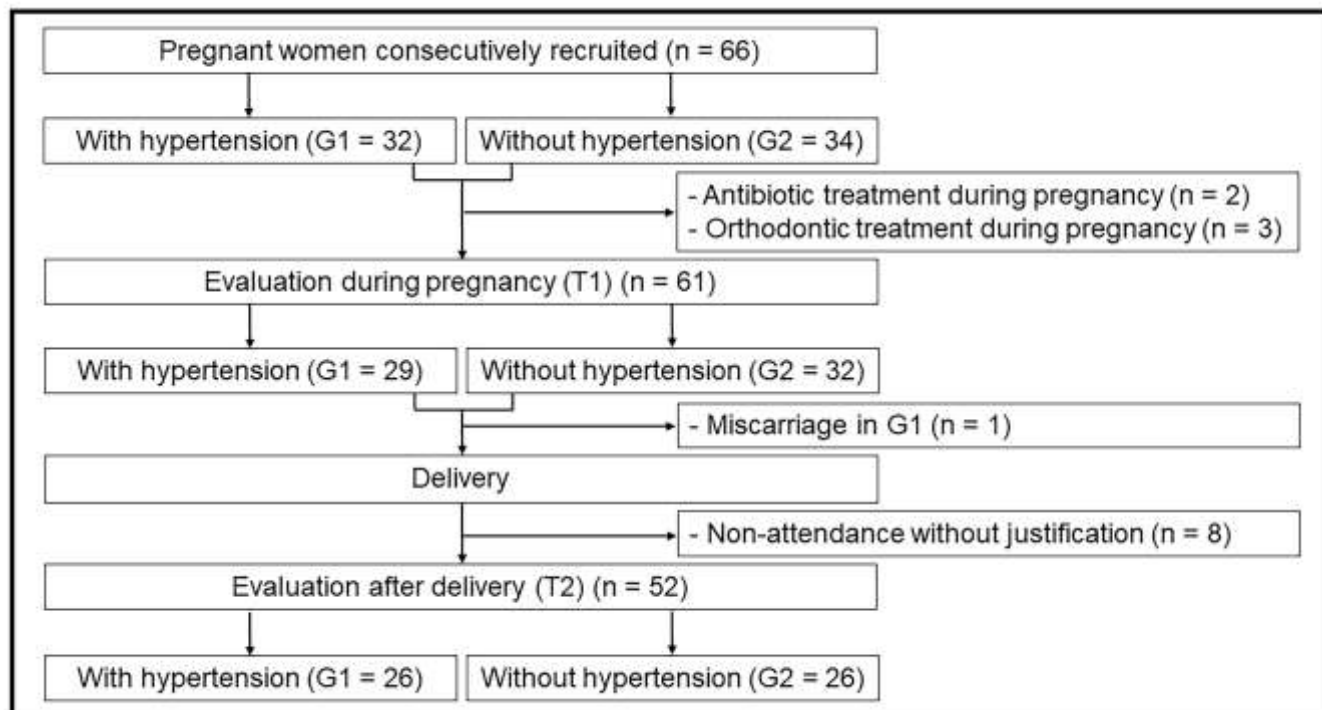 Pregnant women consecutively recruited (n = 66)
With hypertension (G1 = 32)
Without hypertension (G2 = 34)
- Antibiotic treatment during pregnancy (n = 2)
- Orthodontic treatment during pregnancy (n = 3)
Evaluation during pregnancy (T1) (n = 61)
With hypertension (G1 = 29)
Without hypertension (G2 = 32)
- Miscarriage in G1 (n = 1)
Delivery
- Non-attendance without justification (n = 8)
Evaluation after delivery (T2) (n = 52)
With hypertension (G1 = 26)
Without hypertension (G2 = 26)